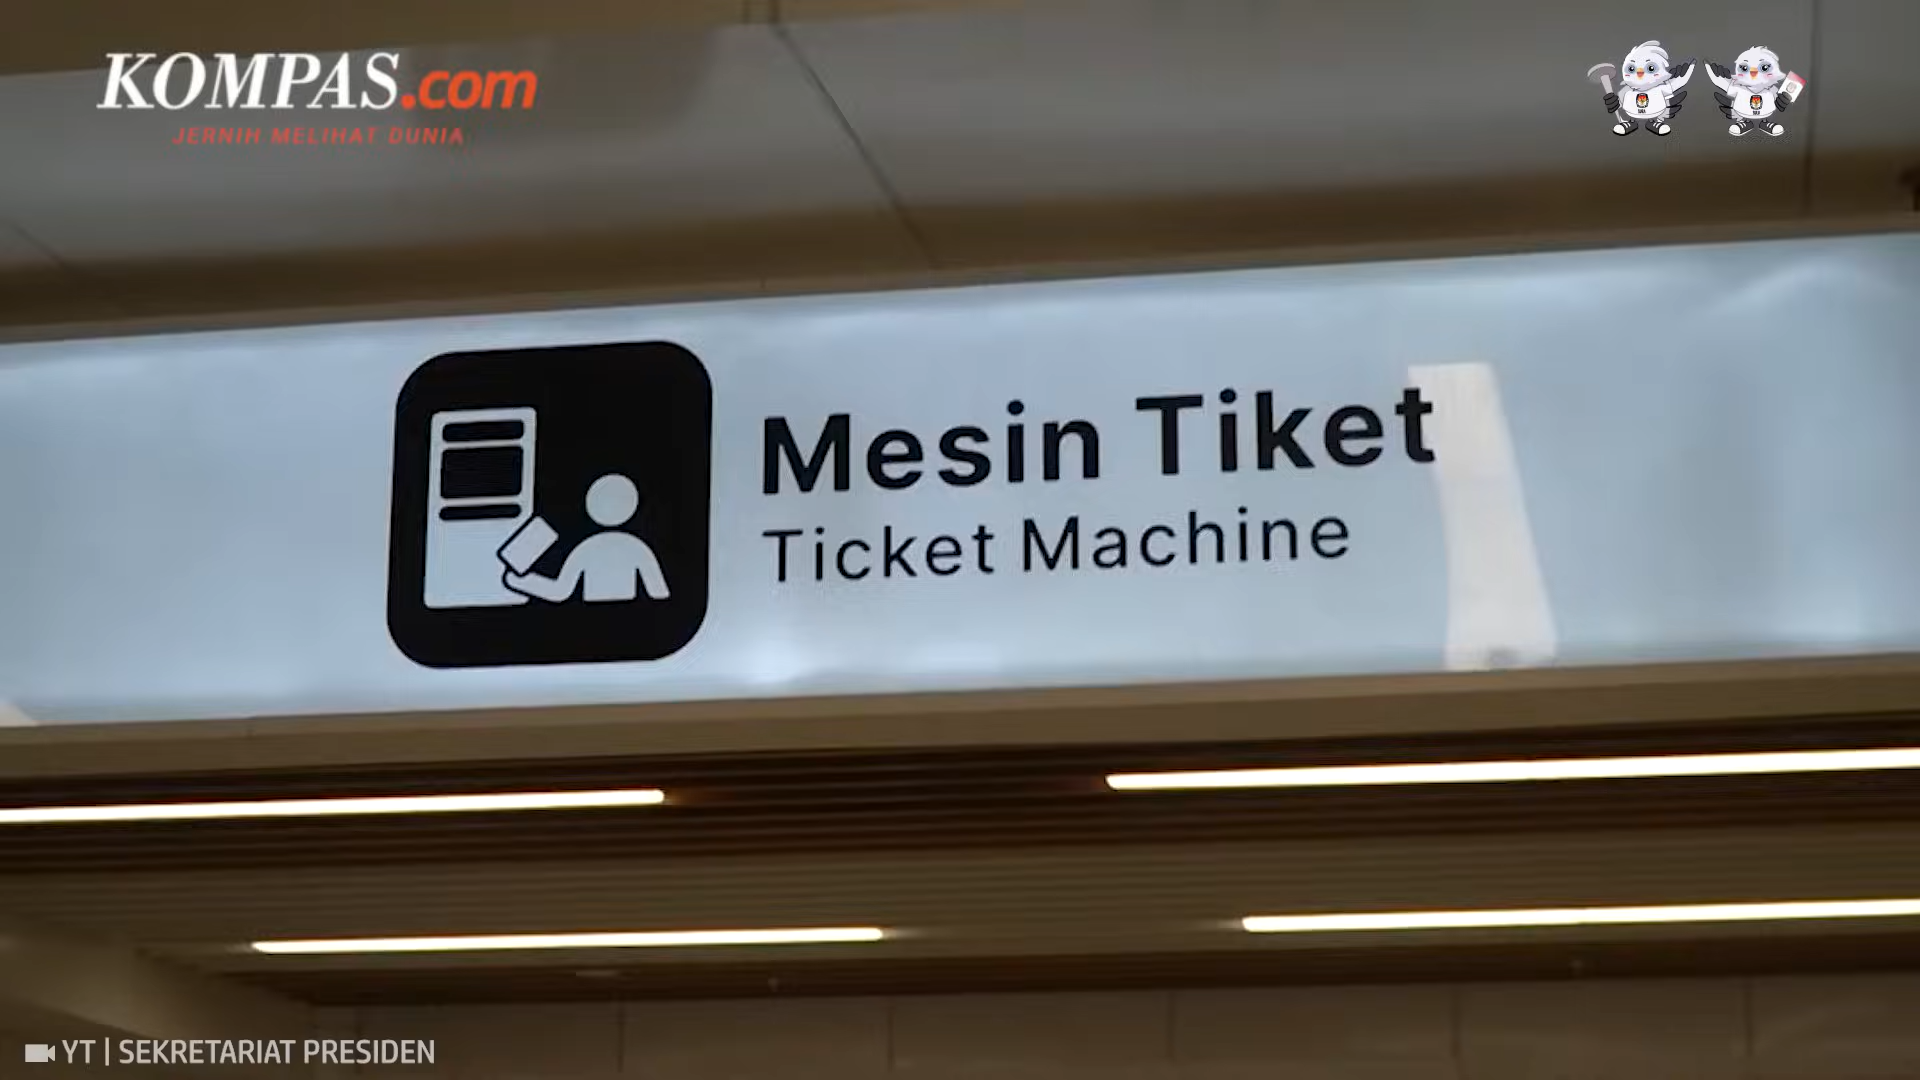 KOMPAS.com
JERNIH MELIHAT DUNIA
Mesin Tiket
Ticket Machine
YT | SEKRETARIAT PRESIDEN